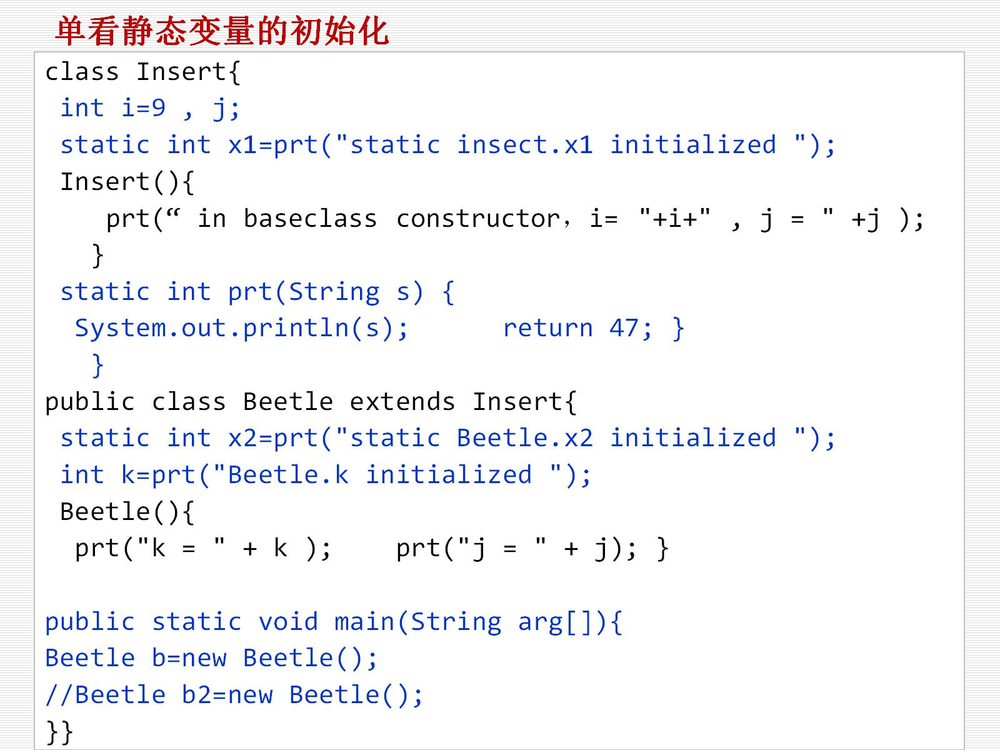 单看静态变量的初始化
class Insert{
int i=9 , j;
static int x1=prt("static insect.x1 initialized ");
Insert(){
prt(“ in baseclass constructor，i= "+i+" , j = " +j );
}
static int prt(String s) {
System.out.println(s);      return 47; }
}
public class Beetle extends Insert{
static int x2=prt("static Beetle.x2 initialized ");
int k=prt("Beetle.k initialized ");
Beetle(){
prt("k = " + k );    prt("j = " + j); }
public static void main(String arg[]){
Beetle b=new Beetle();
//Beetle b2=new Beetle();
}}